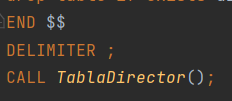 END $$
DELIMITER ;
CALL TablaDirector();